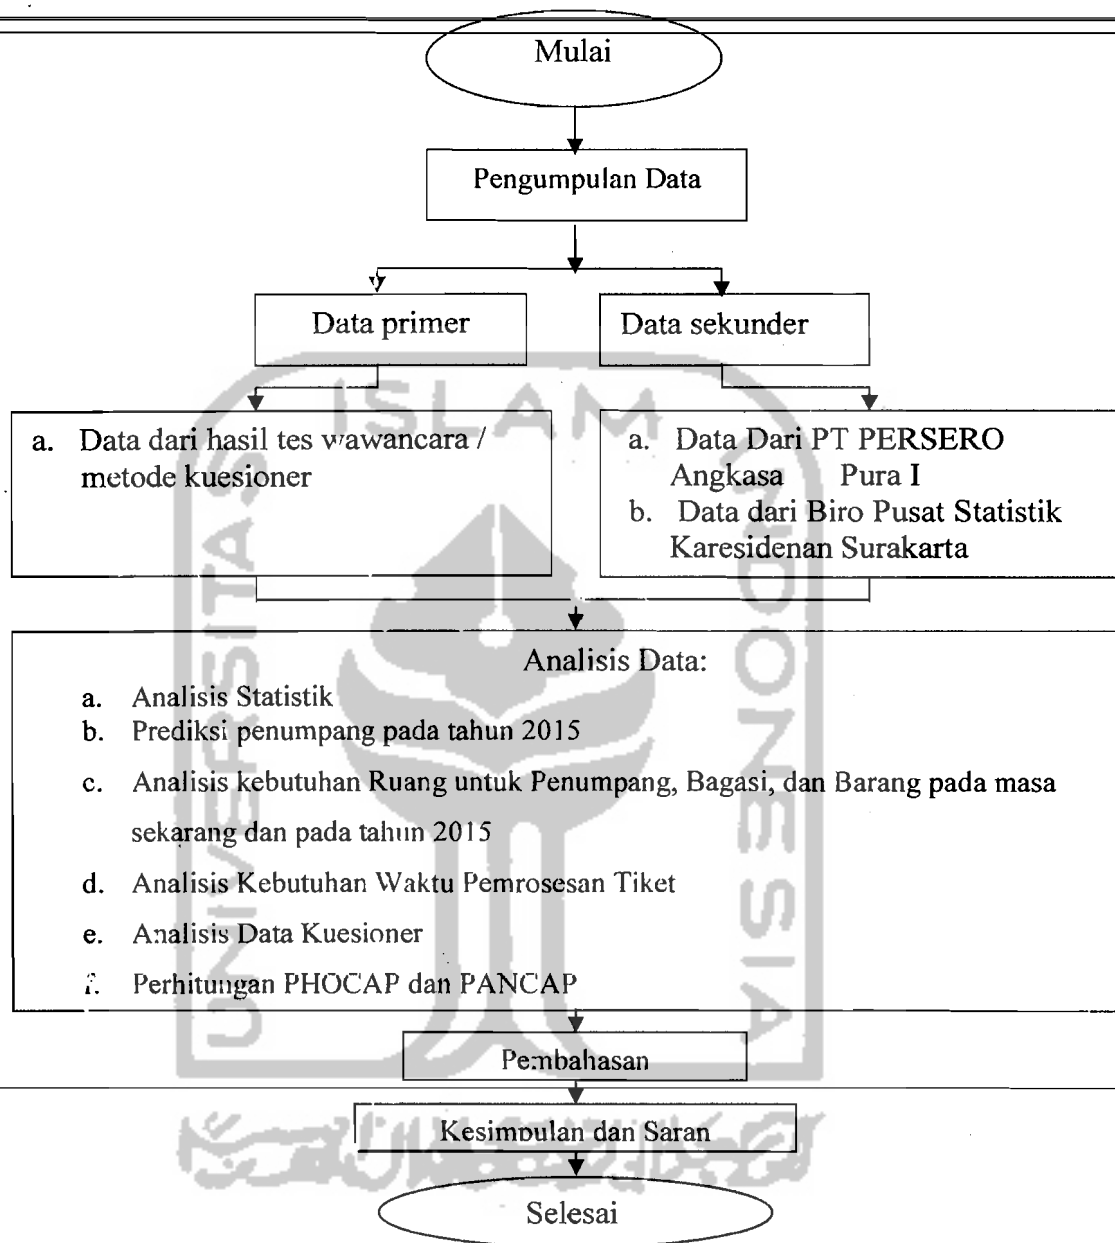 Mulai
Pengumpulan Data
Data primer
Data sekunder
a. Data dari hasil tes wawancara /
metode kuesioner
a. Data Dari PT PERSERO
Angkasa Pura I
b. Data dari Biro Pusat Statistik
Karesidenan Surakarta
Analisis Data:
a. Analisis Statistik
b. Prediksi penumpang pada tahun 2015
c. Analisis kebutuhan Ruang untuk Penumpang, Bagasi, dan Barang pada masa
sekarang dan pada tahun 2015
d. Analisis Kebutuhan Waktu Pemrosesan Tiket
e. Analisis Data Kuesioner
f. Perhitungan PHOCAP dan PANCAP
Pembahasan
Kesimpulan dan Saran
Selesai
UNIVERSITAS
ISLAM
INDONESIA